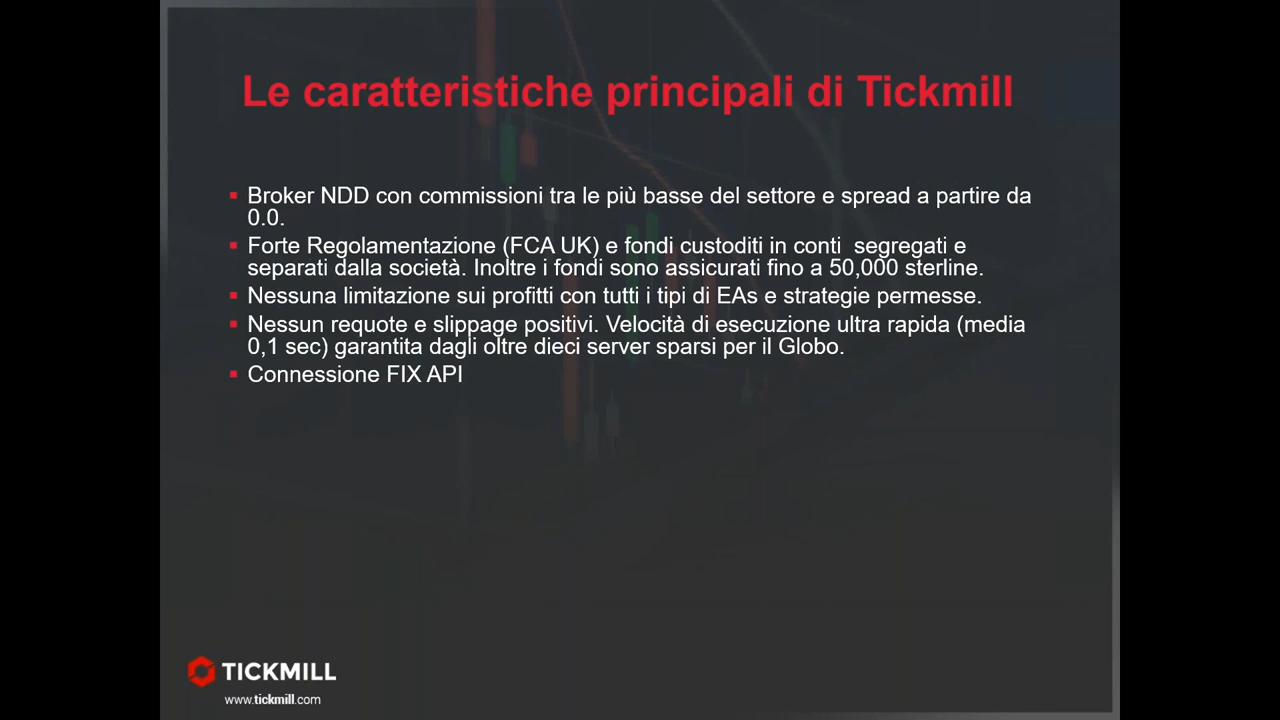 Le caratteristiche principali di Tickmill
Broker NDD con commissioni tra le più basse del settore e spread a partire da
0.0.
Forte Regolamentazione (FCA UK) e fondi custoditi in conti  segregati e
separati dalla società. Inoltre i fondi sono assicurati fino a 50,000 sterline.
Nessuna limitazione sui profitti con tutti i tipi di EAs e strategie permesse.
Nessun requote e slippage positivi. Velocità di esecuzione ultra rapida (media
0,1 sec) garantita dagli oltre dieci server sparsi per il Globo.
Connessione FIX API
TICKMILL
www.tickmill.com